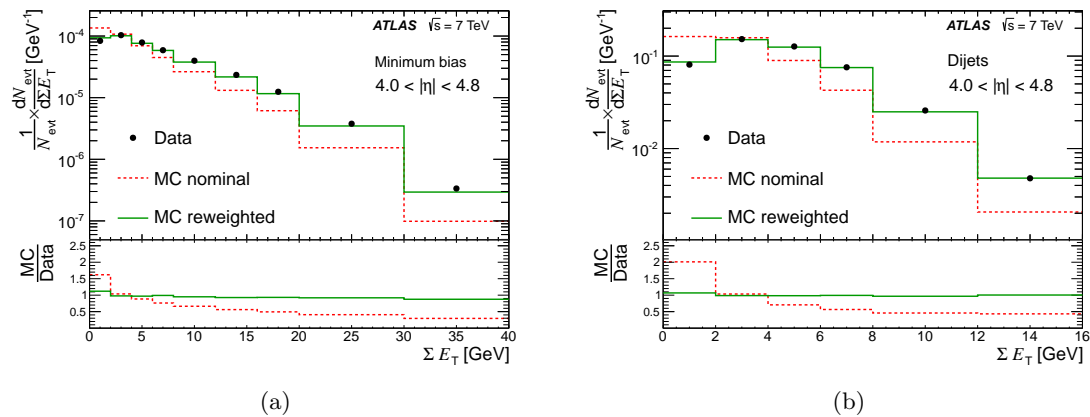 ATLAS √s = 7 TeV
Minimum bias
4.0 < |η| < 4.8
1/N_evt × dN_evt/dΣE_T [GeV⁻¹]
10⁻⁴
10⁻⁵
10⁻⁶
10⁻⁷
Data
MC nominal
MC reweighted
MC/Data
2.5
2
1.5
1
0.5
0 5 10 15 20 25 30 35 40
Σ E_T [GeV]
(a)
ATLAS √s = 7 TeV
Dijets
4.0 < |η| < 4.8
1/N_evt × dN_evt/dΣE_T [GeV⁻¹]
10⁻¹
10⁻²
Data
MC nominal
MC reweighted
MC/Data
2.5
2
1.5
1
0.5
0 2 4 6 8 10 12 14 16
Σ E_T [GeV]
(b)